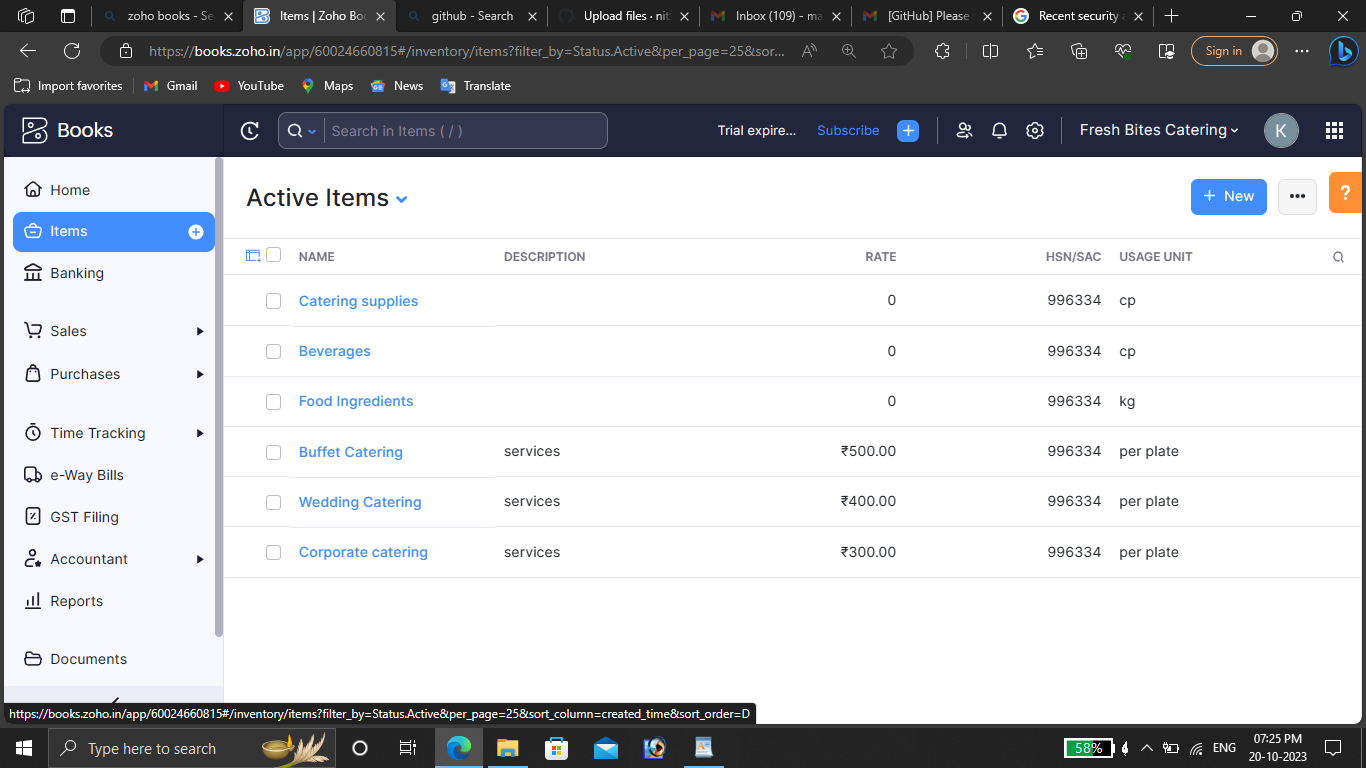 zoho books - Se
Items | Zoho Boo
github - Search
Upload files · nit
Inbox (109) - ma
[GitHub] Please
Recent security a
https://books.zoho.in/app/60024660815#/inventory/items?filter_by=Status.Active&per_page=25&sor...
Sign in
Import favorites
Gmail
YouTube
Maps
News
Translate
Books
Search in Items ( / )
Trial expire...
Subscribe
Fresh Bites Catering
K
Home
Items
Banking
Sales
Purchases
Time Tracking
e-Way Bills
GST Filing
Accountant
Reports
Documents
Active Items
+ New
?
NAME DESCRIPTION RATE HSN/SAC USAGE UNIT
Catering supplies 0 996334 cp
Beverages 0 996334 cp
Food Ingredients 0 996334 kg
Buffet Catering services ₹500.00 996334 per plate
Wedding Catering services ₹400.00 996334 per plate
Corporate catering services ₹300.00 996334 per plate
https://books.zoho.in/app/60024660815#/inventory/items?filter_by=Status.Active&per_page=25&sort_column=created_time&sort_order=D
Type here to search
58%
ENG
07:25 PM
20-10-2023